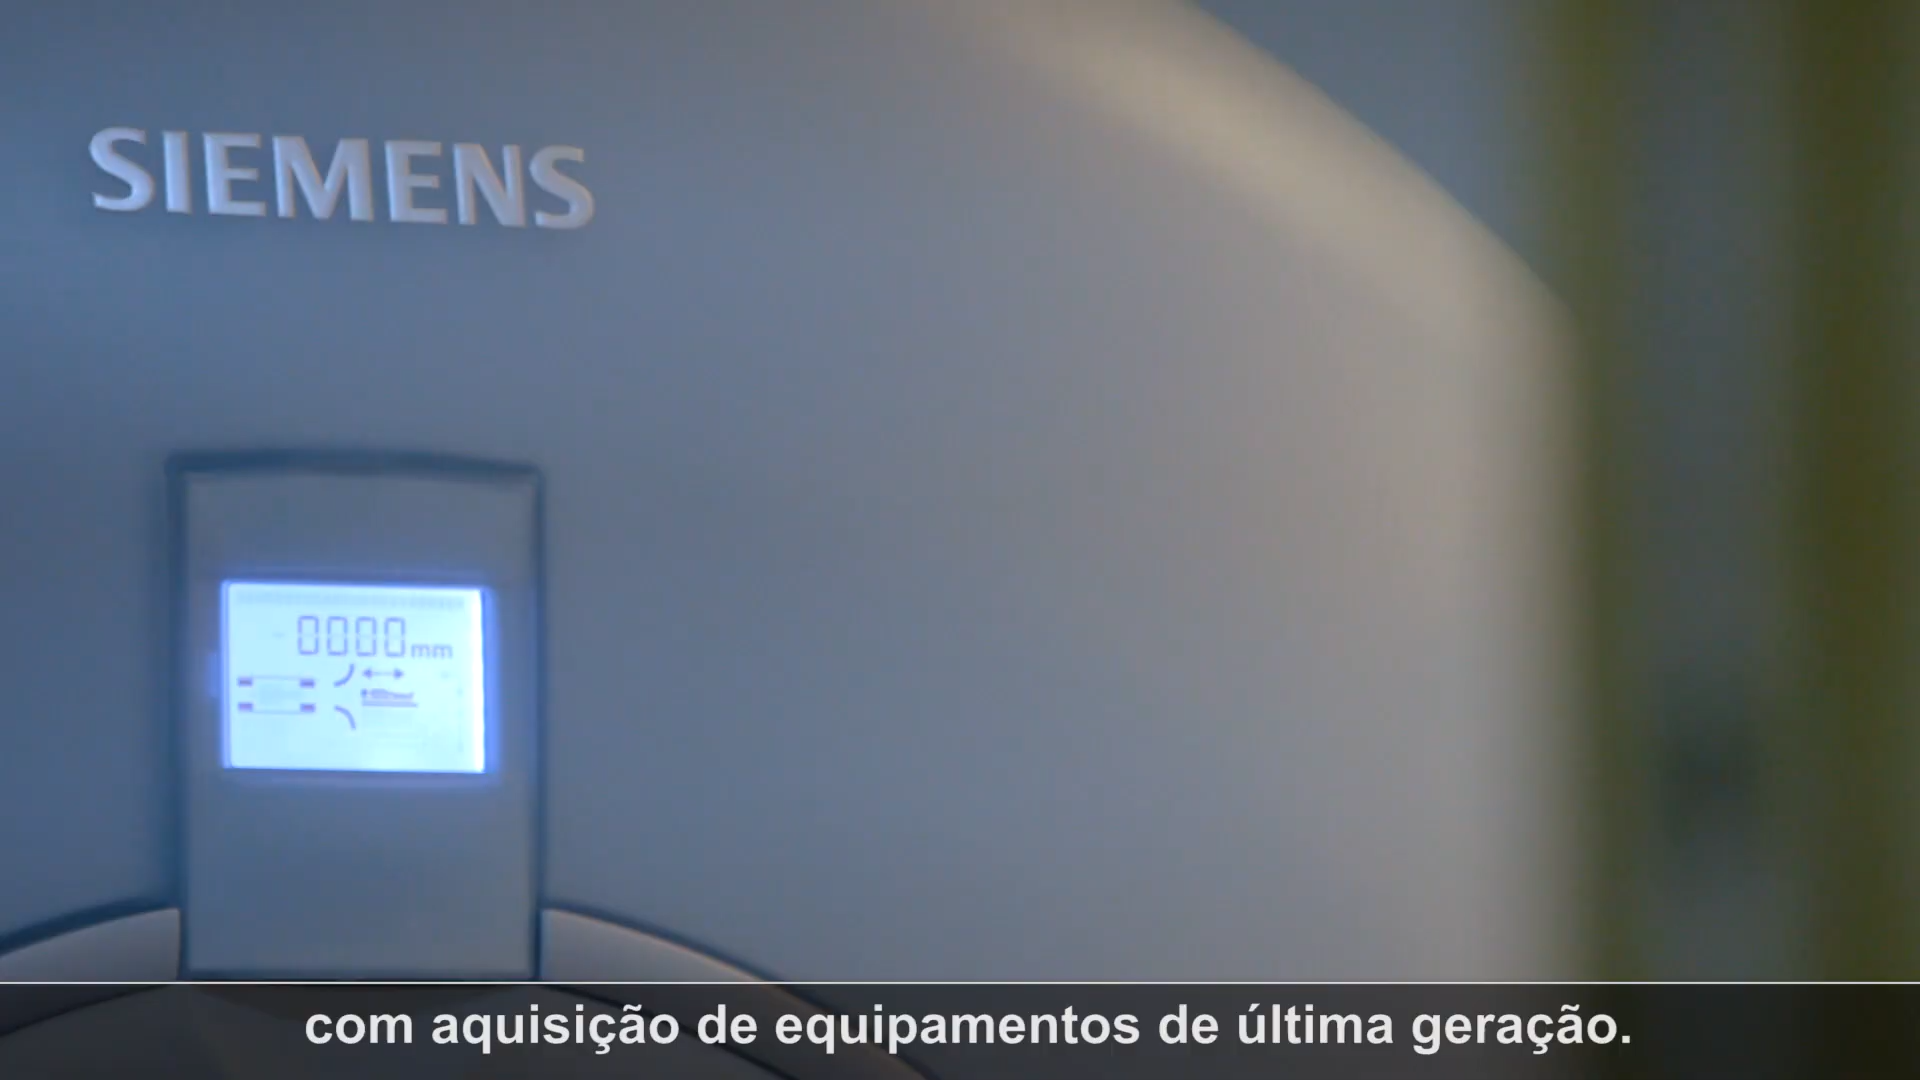 SIEMENS
0000mm
com aquisição de equipamentos de última geração.